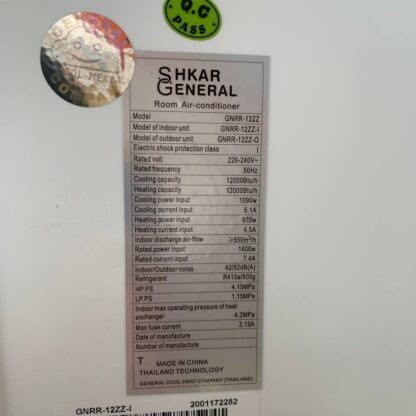 Q.C
PASS
SHKAR
GENERAL
Room Air-conditioner
Model GNRR-12ZZ
Model of indoor unit GNRR-12ZZ-I
Model of outdoor unit GNRR-12ZZ-O
Electric shock protection class I
Rated volt 220-240V~
Rated frequency 50Hz
Cooling capacity 12000Btu/h
Heating capacity 12000Btu/h
Cooling power input 1090w
Cooling current input 5.1A
Heating power input 970w
Heating current input 4.5A
Indoor discharge air-flow ≥550m³/h
Rated power input 1400w
Rated current input 7.4A
Indoor/Outdoor noise 42/52dB(A)
Refrigerant R410a/800g
HP.PS 4.15MPa
LP.PS 1.15MPa
Indoor max operating pressure of heat
exchanger 4.2MPa
Max fuse current 3.15A
Date of manufacture
Number of manufacture
T MADE IN CHINA
THAILAND TECHNOLOGY
GENERAL COOL-HEAT COMPANY (THAILAND)
GNRR-12ZZ-I 2001172282